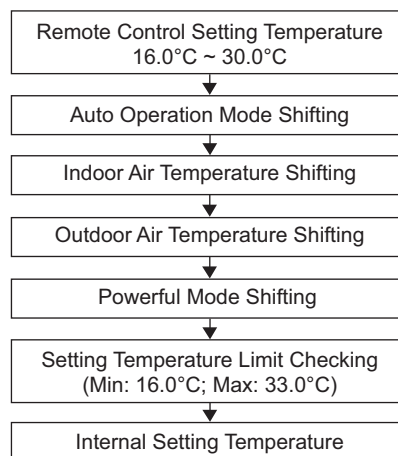 Remote Control Setting Temperature
16.0°C ~ 30.0°C
Auto Operation Mode Shifting
Indoor Air Temperature Shifting
Outdoor Air Temperature Shifting
Powerful Mode Shifting
Setting Temperature Limit Checking
(Min: 16.0°C; Max: 33.0°C)
Internal Setting Temperature